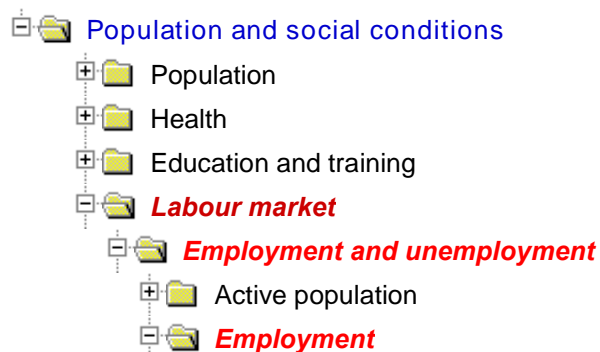 Population and social conditions
Population
Health
Education and training
Labour market
Employment and unemployment
Active population
Employment